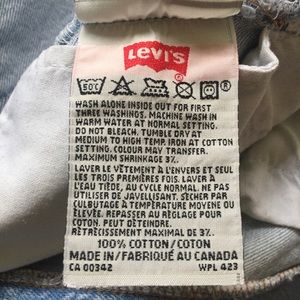 Levi's
50C
WASH ALONE INSIDE OUT FOR FIRST
THREE WASHINGS, MACHINE WASH IN
WARM WATER AT NORMAL SETTING.
DO NOT BLEACH. TUMBLE DRY AT
MEDIUM TO HIGH TEMP. IRON AT COTTON
SETTING. COLOUR MAY TRANSFER.
MAXIMUM SHRINKAGE 3%.
LAVER LE VÊTEMENT À L'ENVERS ET SEUL
LES TROIS PREMIÈRES FOIS. LAVER À
L'EAU TIÈDE, AU CYCLE NORMAL. NE PAS
UTILISER DE JAVELLISANT. SÉCHER PAR
CULBUTAGE À TEMPÉRATURE MOYENNE OU
ÉLEVÉE. REPASSER AU RÉGLAGE POUR
COTON. PEUT DÉTEINDRE.
RÉTRÉCISSEMENT MAXIMAL DE 3%.
100% COTTON/COTON
MADE IN/FABRIQUÉ AU CANADA
CA 00342 WPL 423